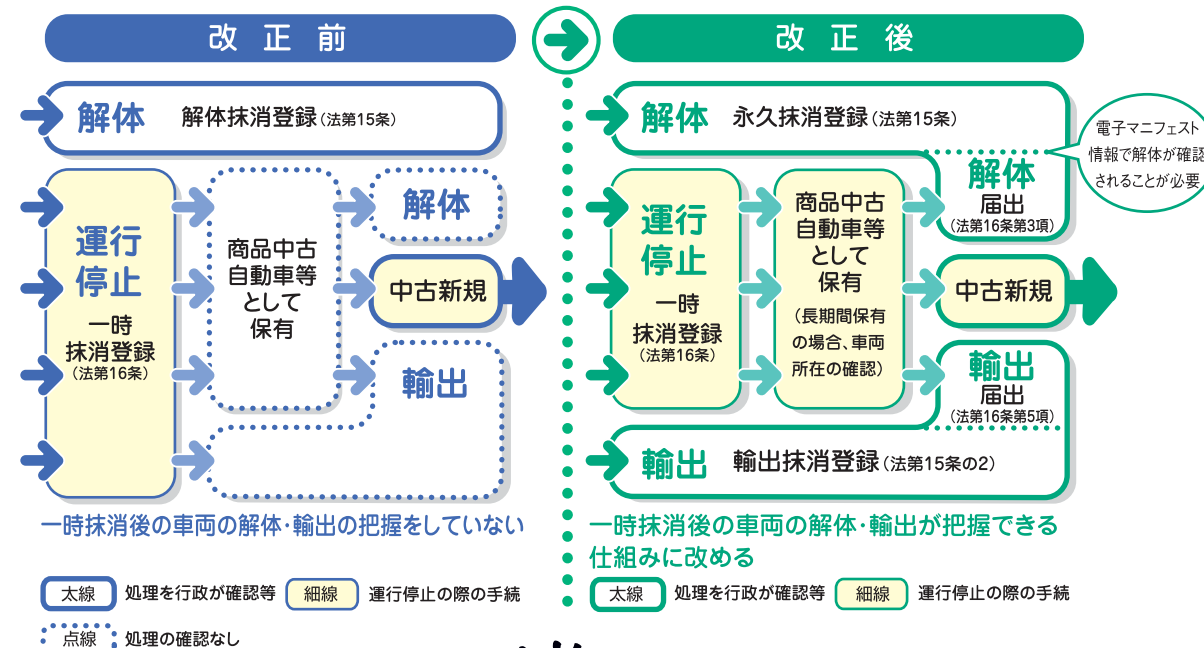 改正前
解体 解体抹消登録(法第15条)
運行
停止
一時
抹消登録
(法第16条)
商品中古
自動車等
として
保有
解体
中古新規
輸出
一時抹消後の車両の解体・輸出の把握をしていない
太線 処理を行政が確認等 細線 運行停止の際の手続
点線 処理の確認なし
改正後
解体 永久抹消登録(法第15条)
電子マニフェスト
情報で解体が確認
されることが必要
運行
停止
一時
抹消登録
(法第16条)
商品中古
自動車等
として
保有
(長期間保有
の場合、車両
所在の確認)
解体
届出
(法第16条第3項)
中古新規
輸出
届出
(法第16条第5項)
輸出 輸出抹消登録(法第15条の2)
一時抹消後の車両の解体・輸出が把握できる
仕組みに改める
太線 処理を行政が確認等 細線 運行停止の際の手続